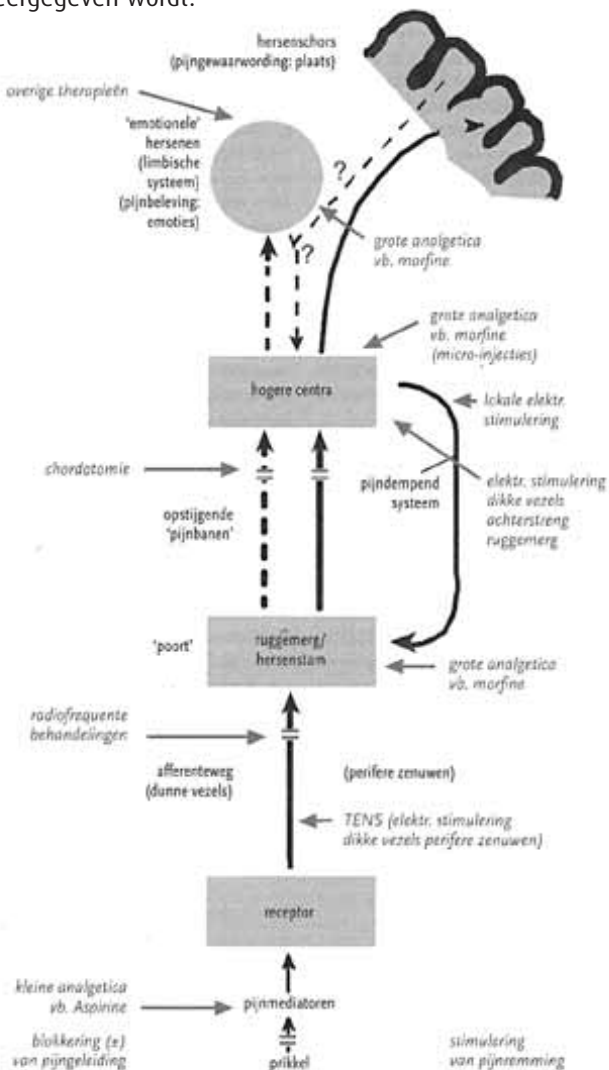 weergegeven wordt.
hersenschors
(pijngewaarwording: plaats)
overige therapieën
'emotionele'
hersenen
(limbische
systeem)
(pijnbeleving:
emoties)
?
?
grote analgetica
vb. morfine
grote analgetica
vb. morfine
(micro-injecties)
hogere centra
lokale elektr.
stimulering
chordotomie
pijndempend
systeem
elektr. stimulering
dikke vezels
achterstreng
ruggemerg
opstijgende
'pijnbanen'
'poort'
ruggemerg/
hersenstam
grote analgetica
vb. morfine
radiofrequente
behandelingen
afferenteweg
(dunne vezels)
(perifere zenuwen)
TENS (elektr. stimulering
dikke vezels perifere zenuwen)
receptor
kleine analgetica
vb. Aspirine
pijnmediatoren
blokkering (=)
van pijngeleiding
prikkel
stimulering
van pijnremming